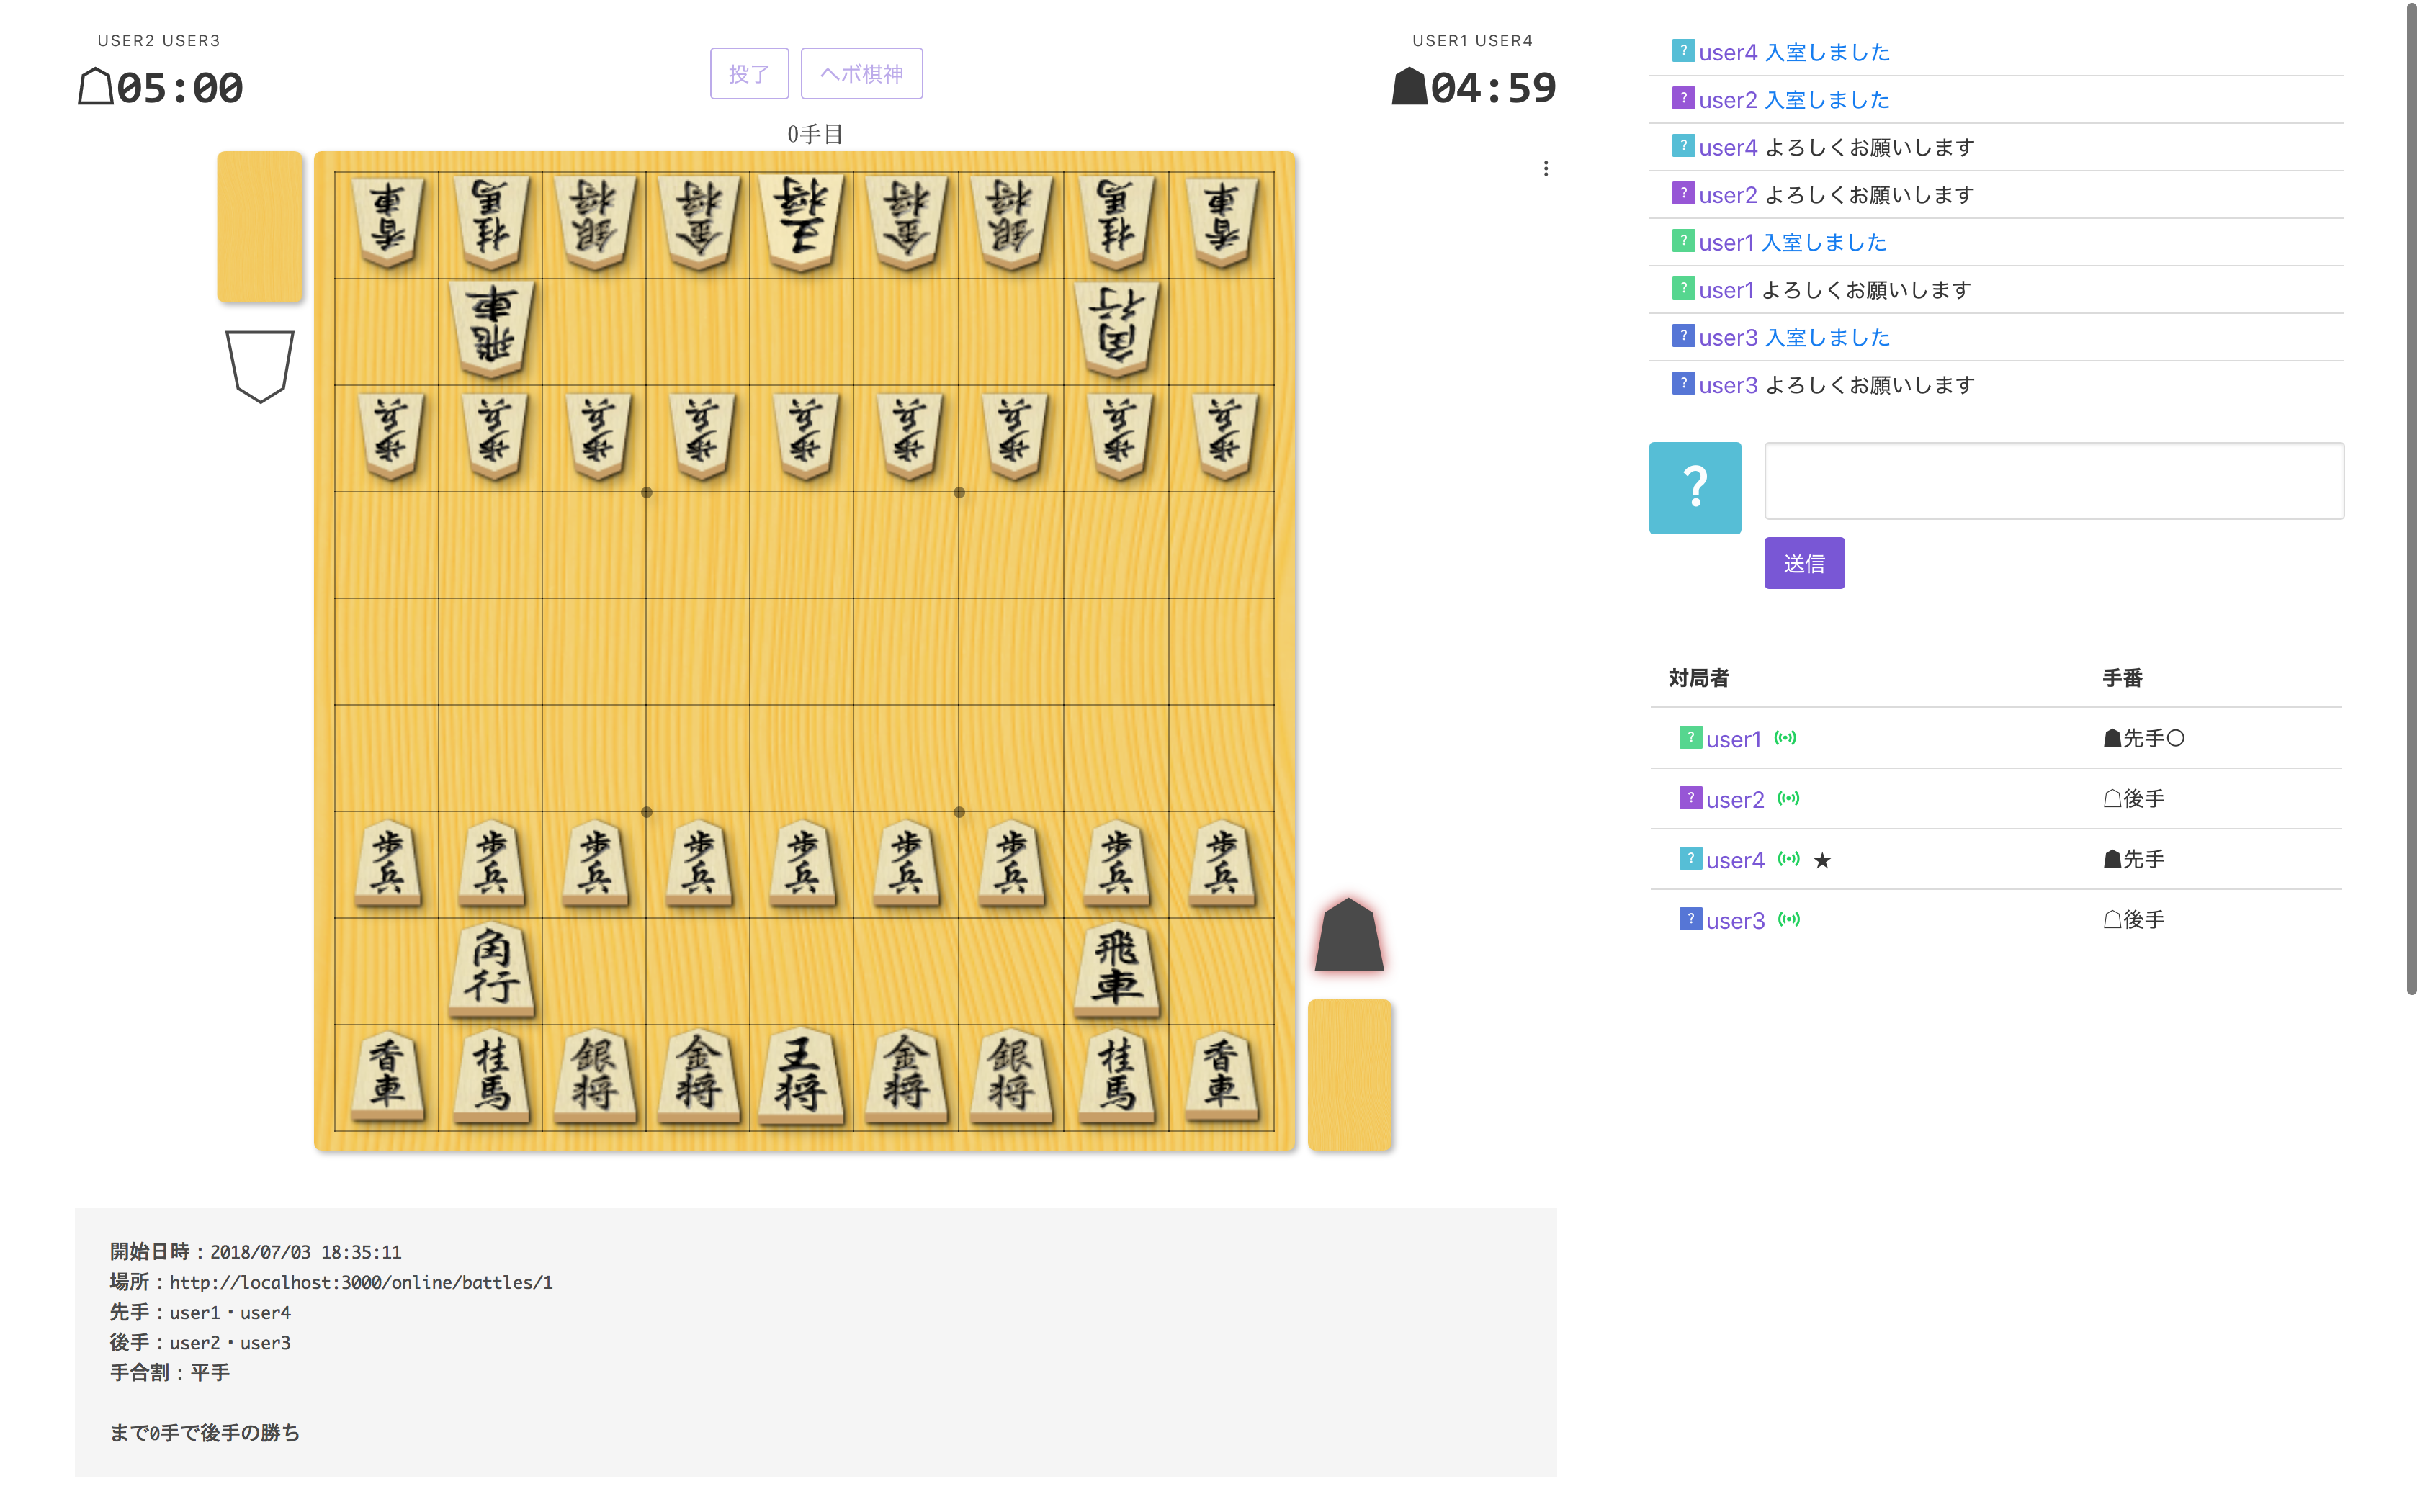 USER2 USER3
☖05:00
投了 ヘボ棋神
0手目
USER1 USER4
☗04:59
香車 桂馬 銀将 金将 王将 金将 銀将 桂馬 香車
飛車 角行
歩兵 歩兵 歩兵 歩兵 歩兵 歩兵 歩兵 歩兵 歩兵
歩兵 歩兵 歩兵 歩兵 歩兵 歩兵 歩兵 歩兵 歩兵
角行 飛車
香車 桂馬 銀将 金将 王将 金将 銀将 桂馬 香車
開始日時：2018/07/03 18:35:11
場所：http://localhost:3000/online/battles/1
先手：user1・user4
後手：user2・user3
手合割：平手
まで0手で後手の勝ち
? user4 入室しました
? user2 入室しました
? user4 よろしくお願いします
? user2 よろしくお願いします
? user1 入室しました
? user1 よろしくお願いします
? user3 入室しました
? user3 よろしくお願いします
?
送信
対局者 手番
? user1 ☗先手○
? user2 ☖後手
? user4 ★ ☗先手
? user3 ☖後手